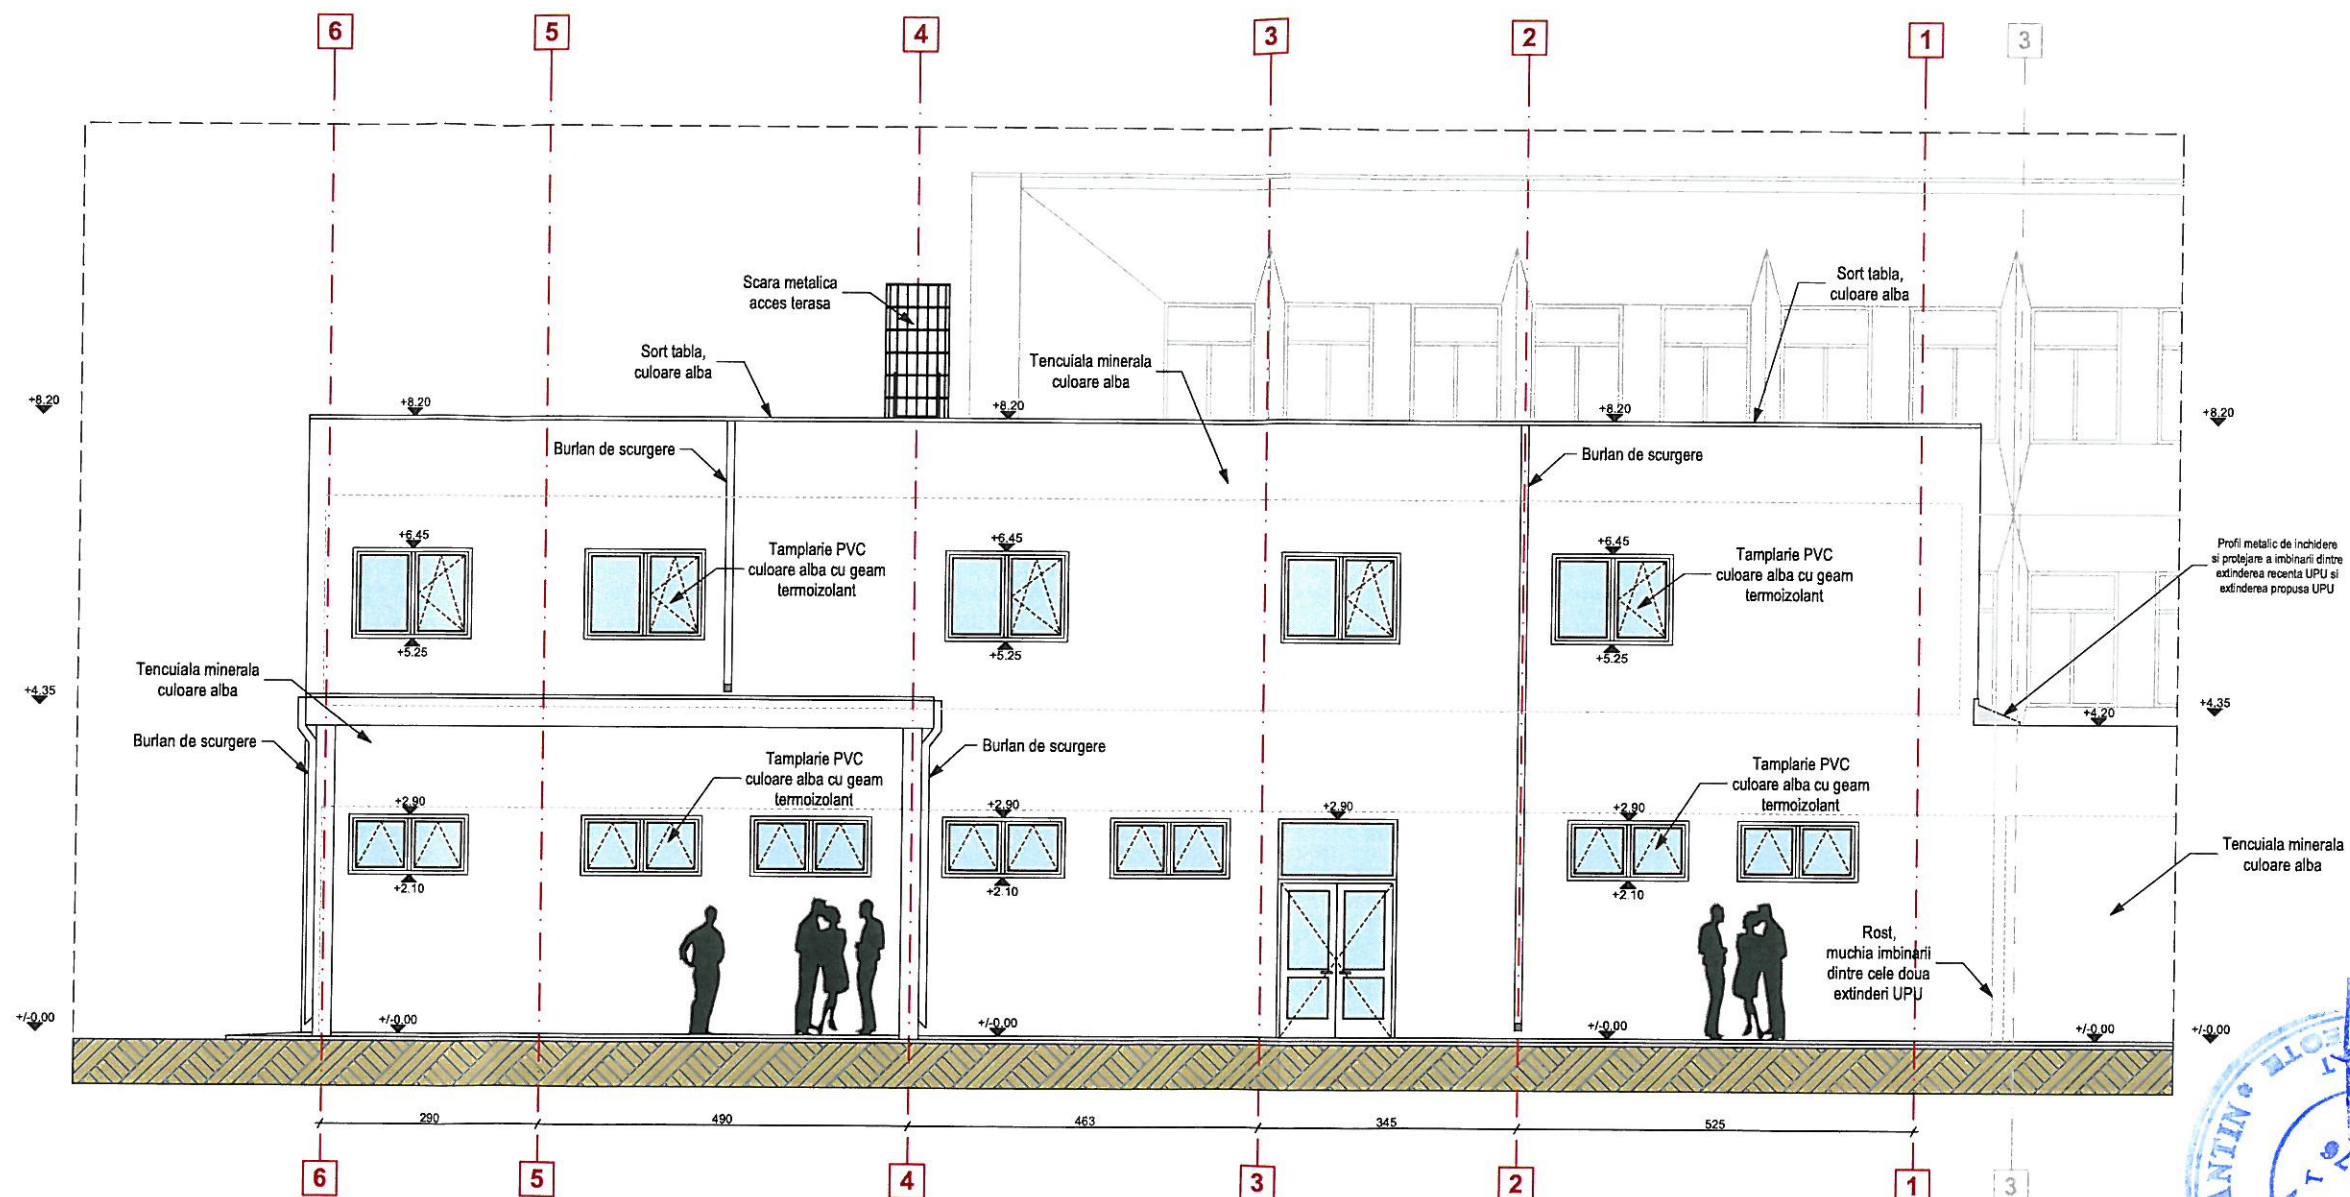 6
5
4
3
2
1
3
Scara metalica
acces terasa
Sort tabla,
culoare alba
Sort tabla,
culoare alba
Tencuiala minerala
culoare alba
+8.20
+8.20
+8.20
+8.20
+8.20
Burlan de scurgere
Burlan de scurgere
+6.45
+6.45
+6.45
Tamplarie PVC
culoare alba cu geam
termoizolant
Tamplarie PVC
culoare alba cu geam
termoizolant
Profil metalic de inchidere
si protejare a imbinarii dintre
extinderea recenta UPU si
extinderea propusa UPU
+5.25
+5.25
+5.25
Tencuiala minerala
culoare alba
+4.35
+4.35
+4.20
Burlan de scurgere
Burlan de scurgere
Tamplarie PVC
culoare alba cu geam
termoizolant
Tamplarie PVC
culoare alba cu geam
termoizolant
+2.90
+2.90
+2.90
+2.90
+2.10
+2.10
+2.10
Tencuiala minerala
culoare alba
Rost,
muchia imbinarii
dintre cele doua
extinderi UPU
+/-0.00
+/-0.00
+/-0.00
+/-0.00
+/-0.00
+/-0.00
290
490
463
345
525
6
5
4
3
2
1
3